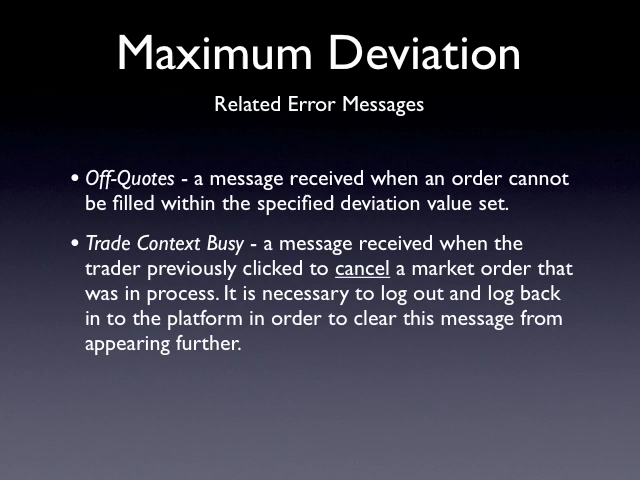 Maximum Deviation
Related Error Messages
• Off-Quotes - a message received when an order cannot
be filled within the specified deviation value set.
• Trade Context Busy - a message received when the
trader previously clicked to cancel a market order that
was in process. It is necessary to log out and log back
in to the platform in order to clear this message from
appearing further.